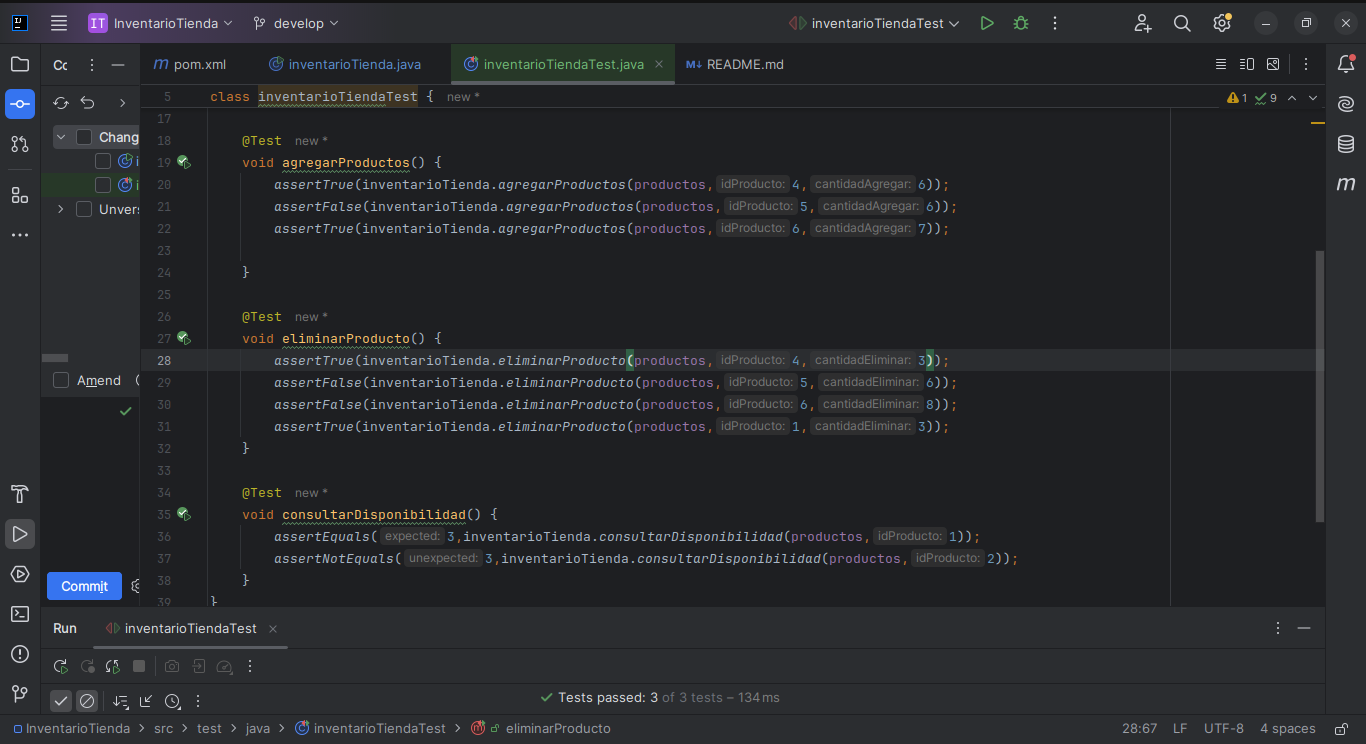 IT InventarioTienda develop inventarioTiendaTest
Cc
pom.xml inventarioTienda.java inventarioTiendaTest.java README.md
5 class inventarioTiendaTest { new *
1 9
17
18 @Test new *
19 void agregarProductos() {
20 assertTrue(inventarioTienda.agregarProductos(productos, idProducto: 4, cantidadAgregar: 6));
21 assertFalse(inventarioTienda.agregarProductos(productos, idProducto: 5, cantidadAgregar: 6));
22 assertTrue(inventarioTienda.agregarProductos(productos, idProducto: 6, cantidadAgregar: 7));
23
24 }
25
26 @Test new *
27 void eliminarProducto() {
28 assertTrue(inventarioTienda.eliminarProducto(productos, idProducto: 4, cantidadEliminar: 3));
29 assertFalse(inventarioTienda.eliminarProducto(productos, idProducto: 5, cantidadEliminar: 6));
30 assertFalse(inventarioTienda.eliminarProducto(productos, idProducto: 6, cantidadEliminar: 8));
31 assertTrue(inventarioTienda.eliminarProducto(productos, idProducto: 1, cantidadEliminar: 3));
32 }
33
34 @Test new *
35 void consultarDisponibilidad() {
36 assertEquals( expected: 3,inventarioTienda.consultarDisponibilidad(productos, idProducto: 1));
37 assertNotEquals( unexpected: 3,inventarioTienda.consultarDisponibilidad(productos, idProducto: 2));
38 }
39 }
Chang
Unvers
Amend
Commit
Run inventarioTiendaTest
Tests passed: 3 of 3 tests – 134 ms
InventarioTienda > src > test > java > inventarioTiendaTest > eliminarProducto
28:67 LF UTF-8 4 spaces